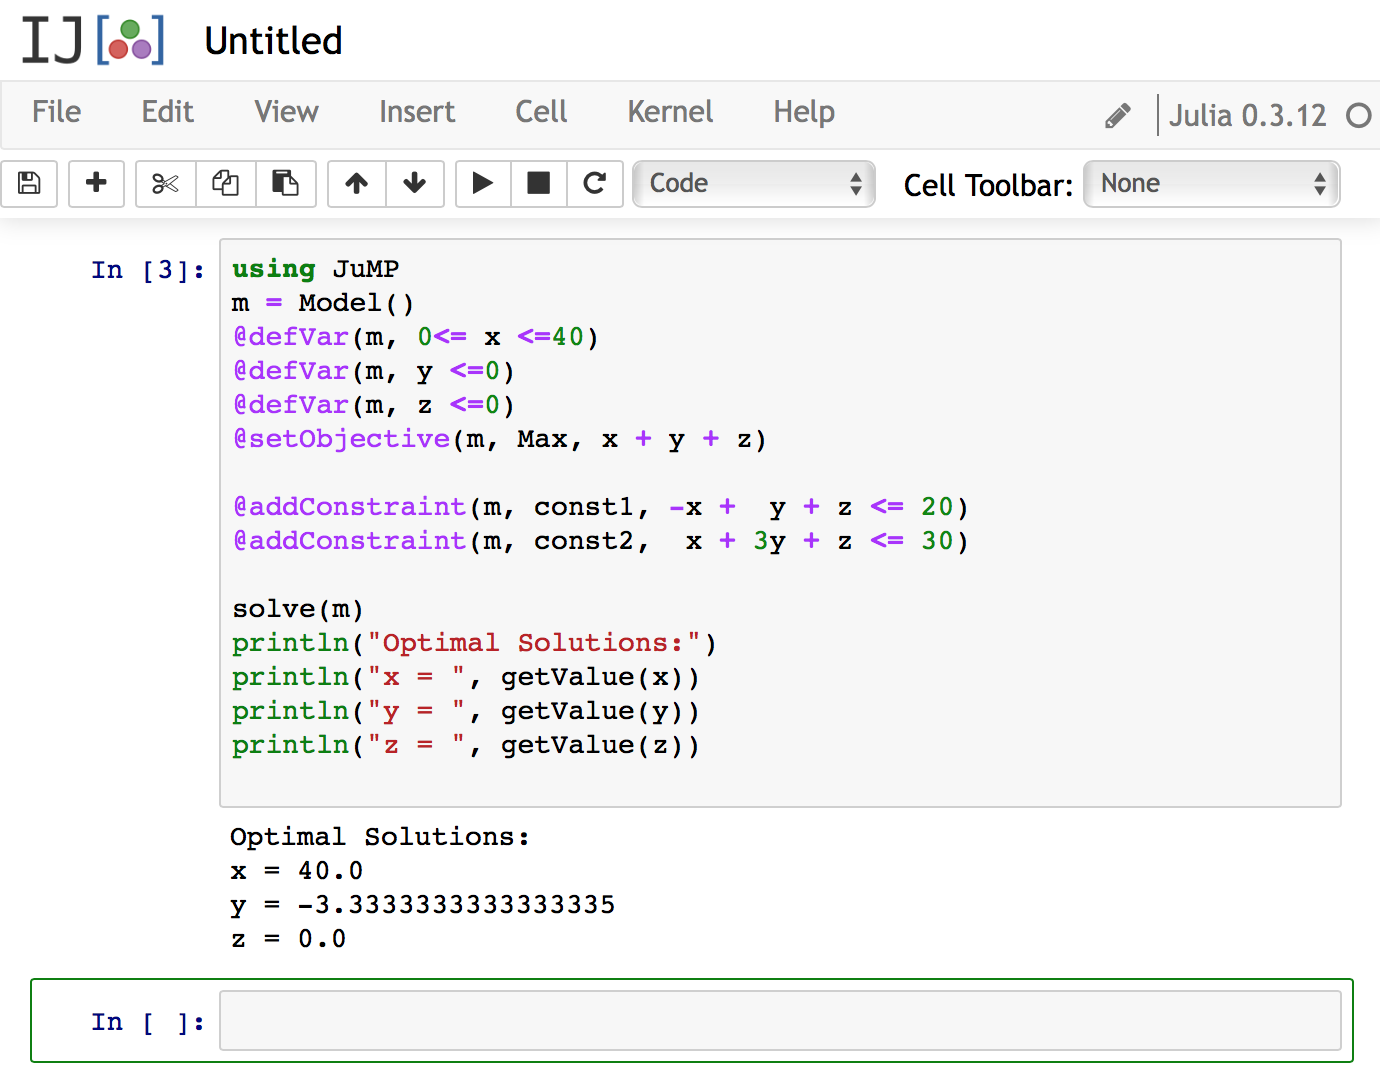 IJ[ ] Untitled
File Edit View Insert Cell Kernel Help Julia 0.3.12
Code Cell Toolbar: None
In [3]: using JuMP
m = Model()
@defVar(m, 0<= x <=40)
@defVar(m, y <=0)
@defVar(m, z <=0)
@setObjective(m, Max, x + y + z)
@addConstraint(m, const1, -x +  y + z <= 20)
@addConstraint(m, const2,  x + 3y + z <= 30)
solve(m)
println("Optimal Solutions:")
println("x = ", getValue(x))
println("y = ", getValue(y))
println("z = ", getValue(z))
Optimal Solutions:
x = 40.0
y = -3.3333333333333335
z = 0.0
In [ ]: